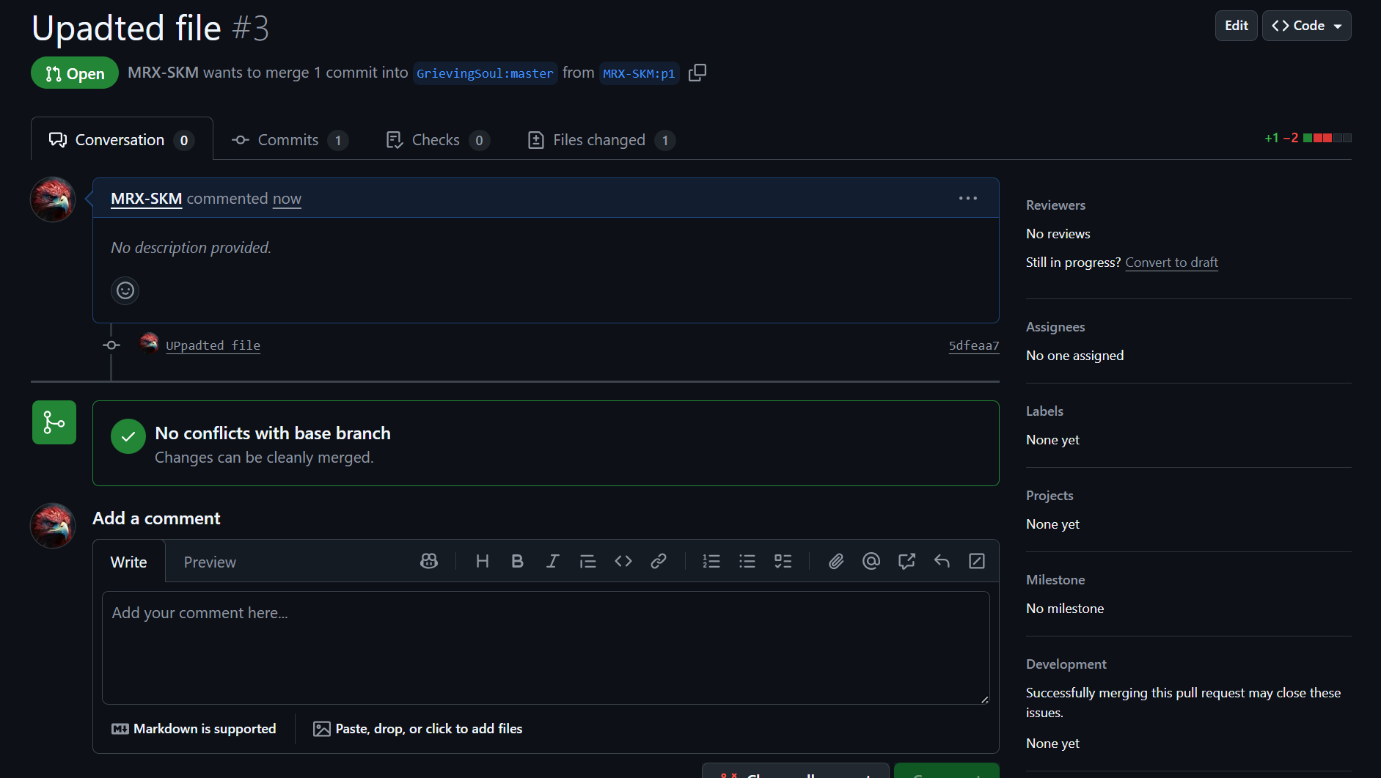 Upadted file #3
Edit
Code
Open
MRX-SKM wants to merge 1 commit into GrievingSoul:master from MRX-SKM:p1
Conversation 0
Commits 1
Checks 0
Files changed 1
+1 −2
MRX-SKM commented now
No description provided.
UPpadted file
5dfeaa7
No conflicts with base branch
Changes can be cleanly merged.
Add a comment
Write
Preview
Add your comment here...
Markdown is supported
Paste, drop, or click to add files
Reviewers
No reviews
Still in progress? Convert to draft
Assignees
No one assigned
Labels
None yet
Projects
None yet
Milestone
No milestone
Development
Successfully merging this pull request may close these
issues.
None yet